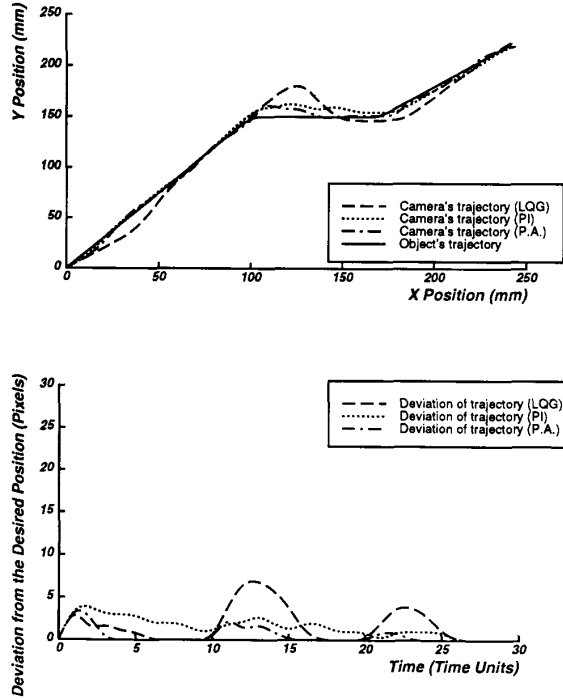 Y Position (mm)
250
200
150
100
50
0
Camera's trajectory (LQG)
Camera's trajectory (PI)
Camera's trajectory (P.A.)
Object's trajectory
0 50 100 150 200 250
X Position (mm)
Deviation from the Desired Position (Pixels)
30
25
20
15
10
5
0
Deviation of trajectory (LQG)
Deviation of trajectory (PI)
Deviation of trajectory (P.A.)
0 5 10 15 20 25 30
Time (Time Units)